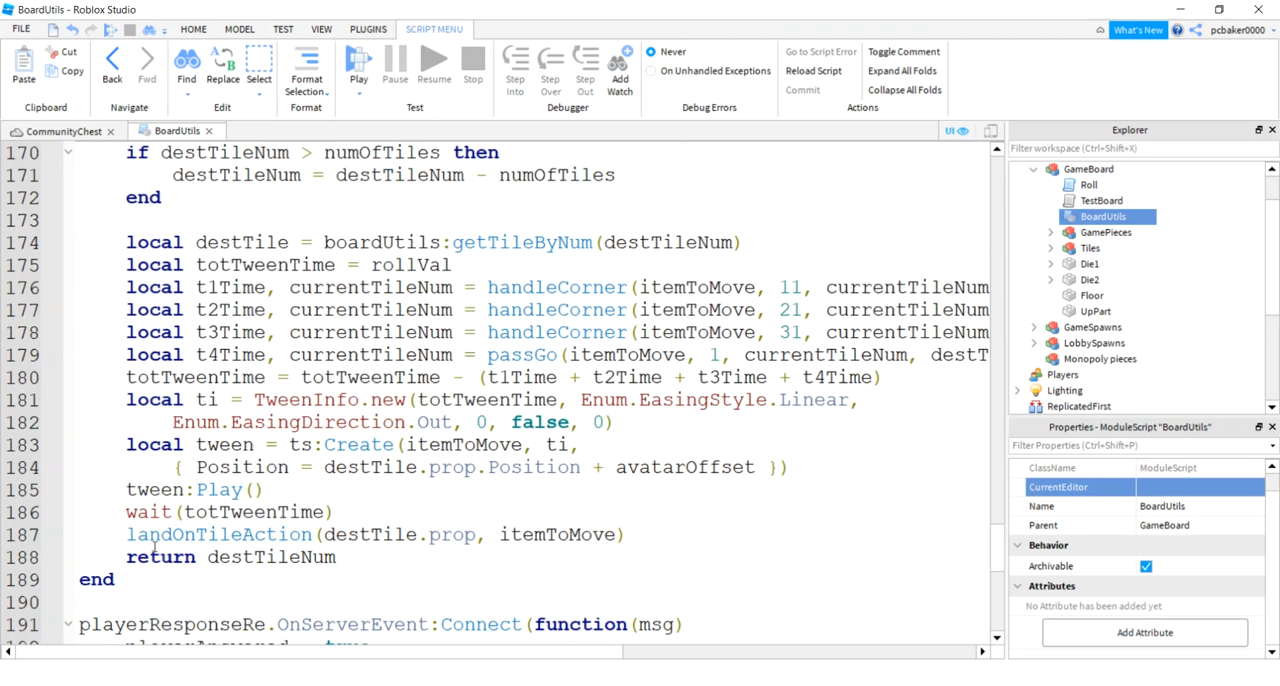 BoardUtils - Roblox Studio
FILE HOME MODEL TEST VIEW PLUGINS SCRIPT MENU What's New pcbaker0000
Paste Cut Copy Back Fwd Find Replace Select Format Selection Play Pause Resume Stop Step Into Step Over Step Out Add Watch Never On Unhandled Exceptions Go to Script Error Reload Script Commit Toggle Comment Expand All Folds Collapse All Folds
Clipboard Navigate Edit Format Test Debugger Debug Errors Actions
CommunityChest BoardUtils UI
170 if destTileNum > numOfTiles then
171 destTileNum = destTileNum - numOfTiles
172 end
173
174 local destTile = boardUtils:getTileByNum(destTileNum)
175 local totTweenTime = rollVal
176 local t1Time, currentTileNum = handleCorner(itemToMove, 11, currentTileNum
177 local t2Time, currentTileNum = handleCorner(itemToMove, 21, currentTileNum
178 local t3Time, currentTileNum = handleCorner(itemToMove, 31, currentTileNum
179 local t4Time, currentTileNum = passGo(itemToMove, 1, currentTileNum, destT
180 totTweenTime = totTweenTime - (t1Time + t2Time + t3Time + t4Time)
181 local ti = TweenInfo.new(totTweenTime, Enum.EasingStyle.Linear,
182 Enum.EasingDirection.Out, 0, false, 0)
183 local tween = ts:Create(itemToMove, ti,
184 { Position = destTile.prop.Position + avatarOffset })
185 tween:Play()
186 wait(totTweenTime)
187 landOnTileAction(destTile.prop, itemToMove)
188 return destTileNum
189 end
190
191 playerResponseRe.OnServerEvent:Connect(function(msg)
Explorer
Filter workspace (Ctrl+Shift+X)
GameBoard
Roll
TestBoard
BoardUtils
GamePieces
Tiles
Die1
Die2
Floor
UpPart
GameSpawns
LobbySpawns
Monopoly pieces
Players
Lighting
ReplicatedFirst
Properties - ModuleScript "BoardUtils"
Filter Properties (Ctrl+Shift+P)
ClassName ModuleScript
CurrentEditor
Name BoardUtils
Parent GameBoard
Behavior
Archivable
Attributes
No Attribute has been added yet
Add Attribute